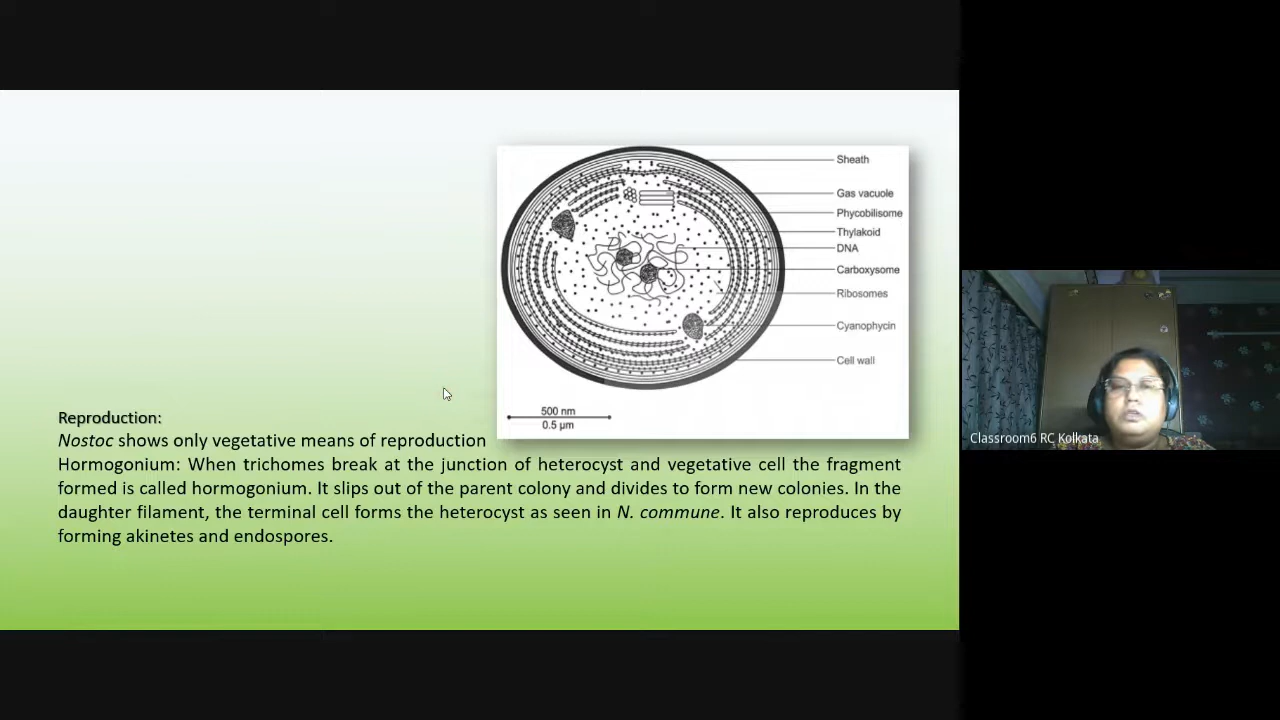 Sheath
Gas vacuole
Phycobilisome
Thylakoid
DNA
Carboxysome
Ribosomes
Cyanophycin
Cell wall
500 nm
0.5 µm
Reproduction:
Nostoc shows only vegetative means of reproduction
Hormogonium: When trichomes break at the junction of heterocyst and vegetative cell the fragment
formed is called hormogonium. It slips out of the parent colony and divides to form new colonies. In the
daughter filament, the terminal cell forms the heterocyst as seen in N. commune. It also reproduces by
forming akinetes and endospores.
Classroom6 RC Kolkata